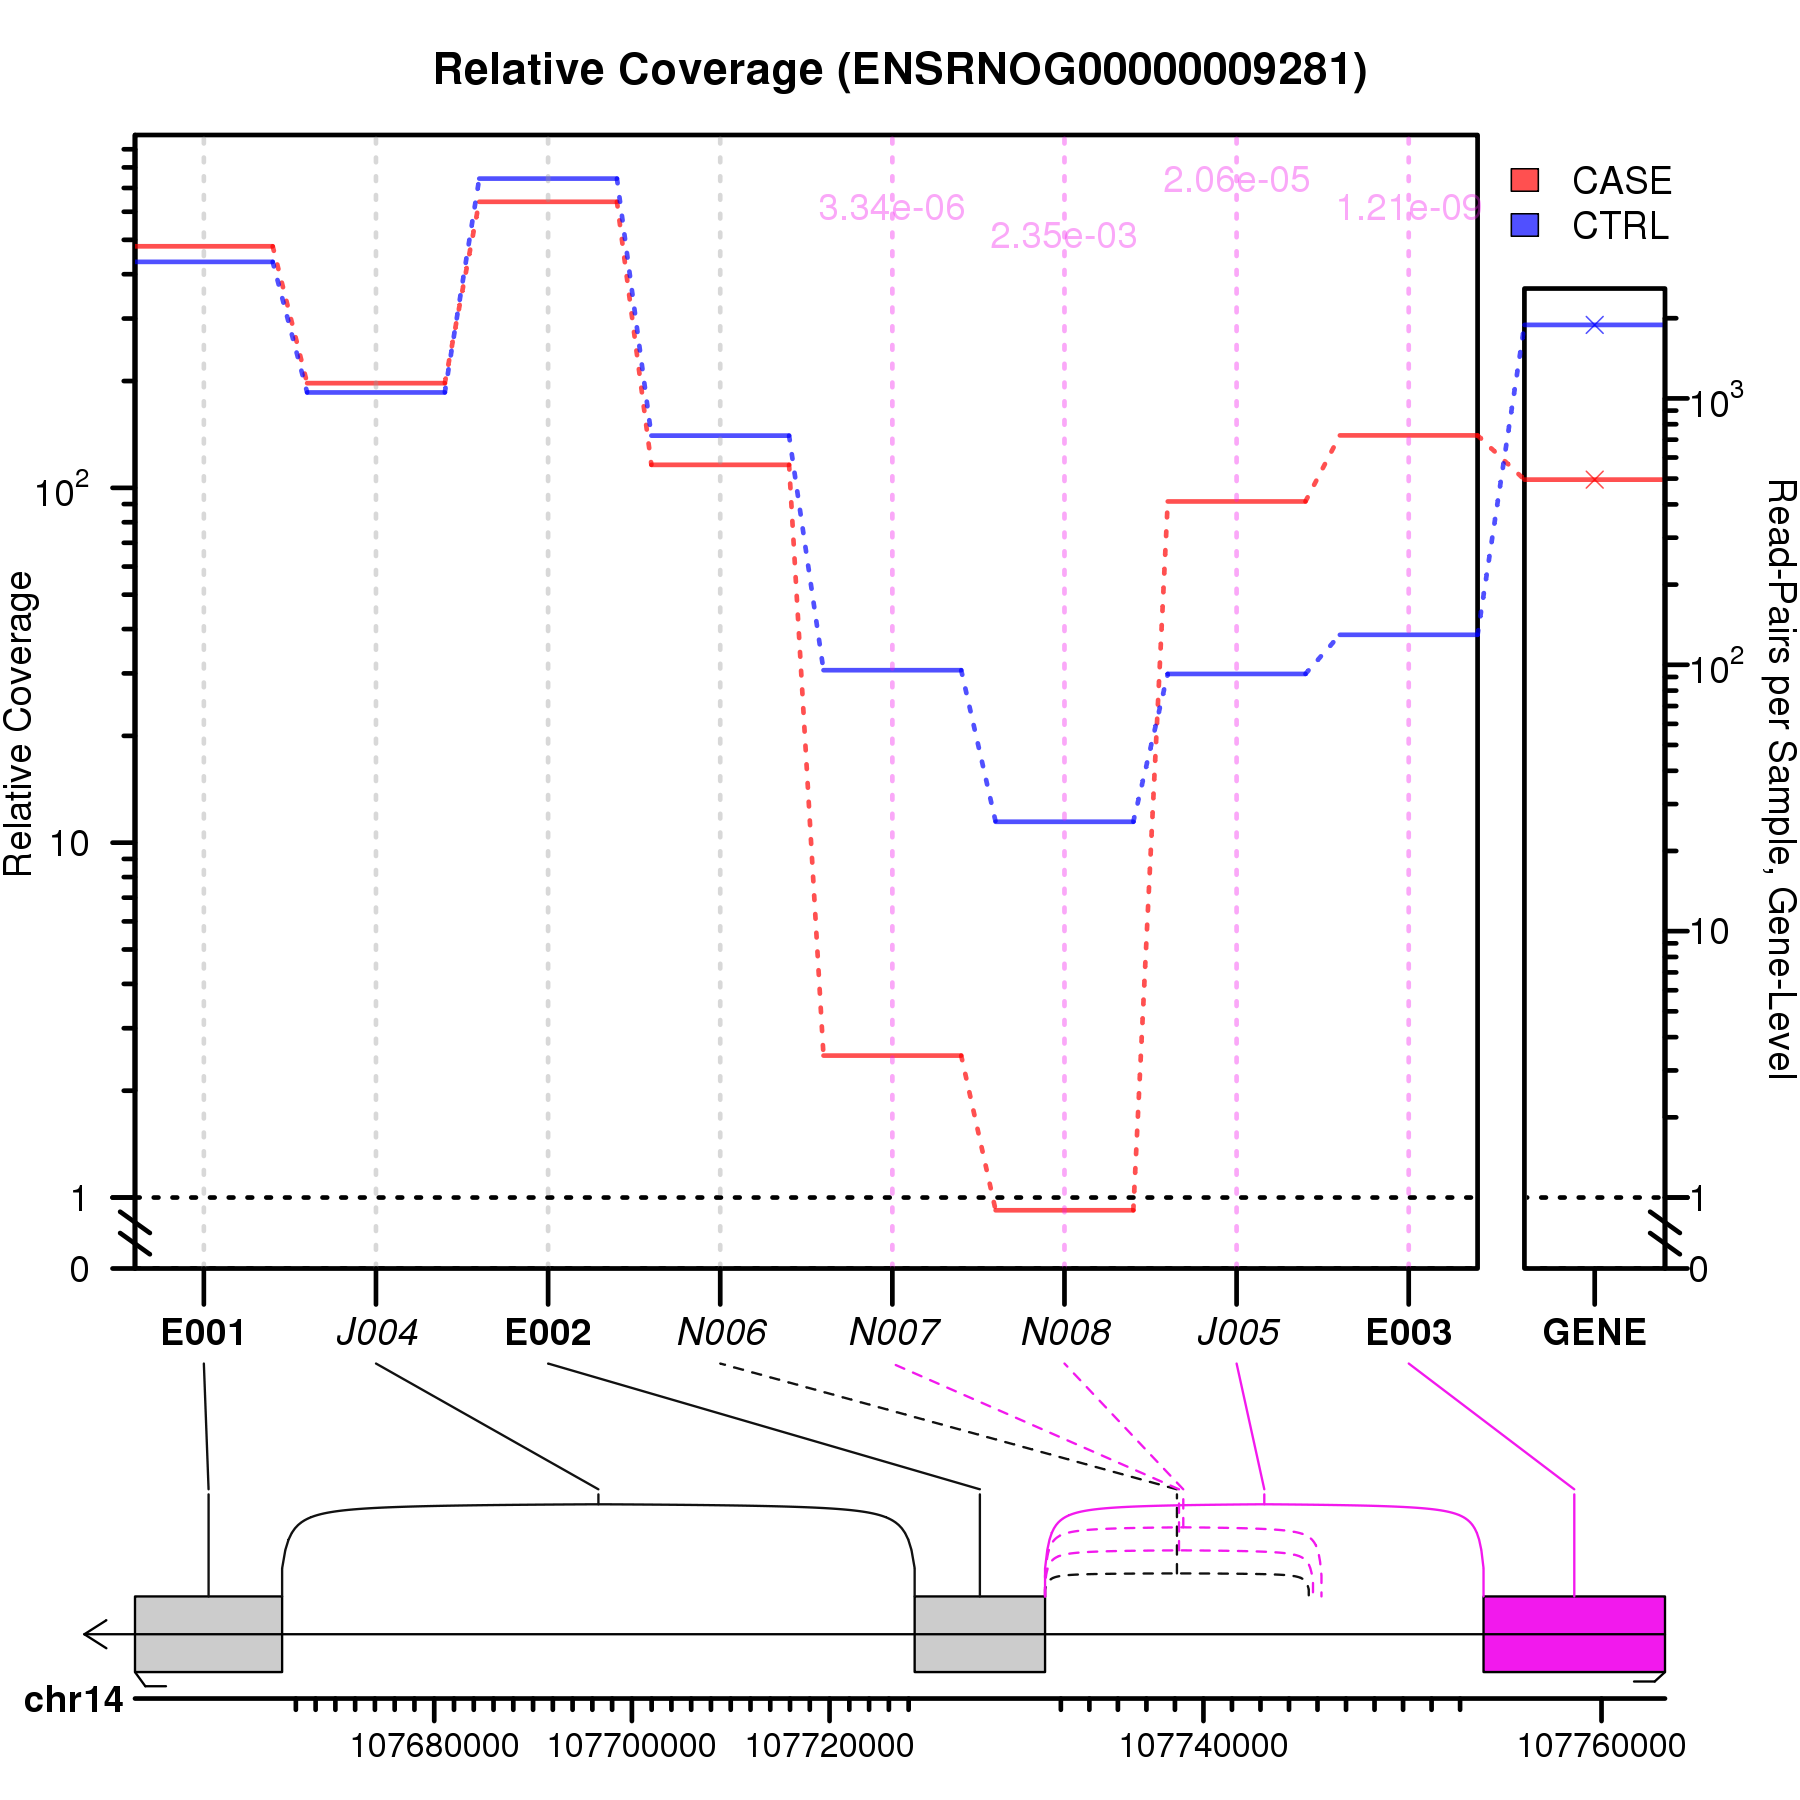 Relative Coverage (ENSRNOG00000009281)
CASE
CTRL
3.34e-06
2.35e-03
2.06e-05
1.21e-09
Relative Coverage
10²
10
1
0
10³
10²
10
1
0
Read-Pairs per Sample, Gene-Level
E001 J004 E002 N006 N007 N008 J005 E003 GENE
chr14
107680000 107700000 107720000 107740000 107760000